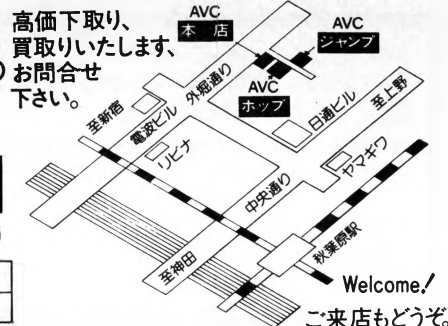 高価下取り、
買取りいたします、
お問合せ
下さい。
AVC
本店
AVC
ジャンプ
AVC
ホップ
外堀通り
至新宿
電波ビル
リビナ
日通ビル
至上野
ヤマギワ
中央通り
秋葉原駅
至神田
Welcome!
ご来店もどうぞ。